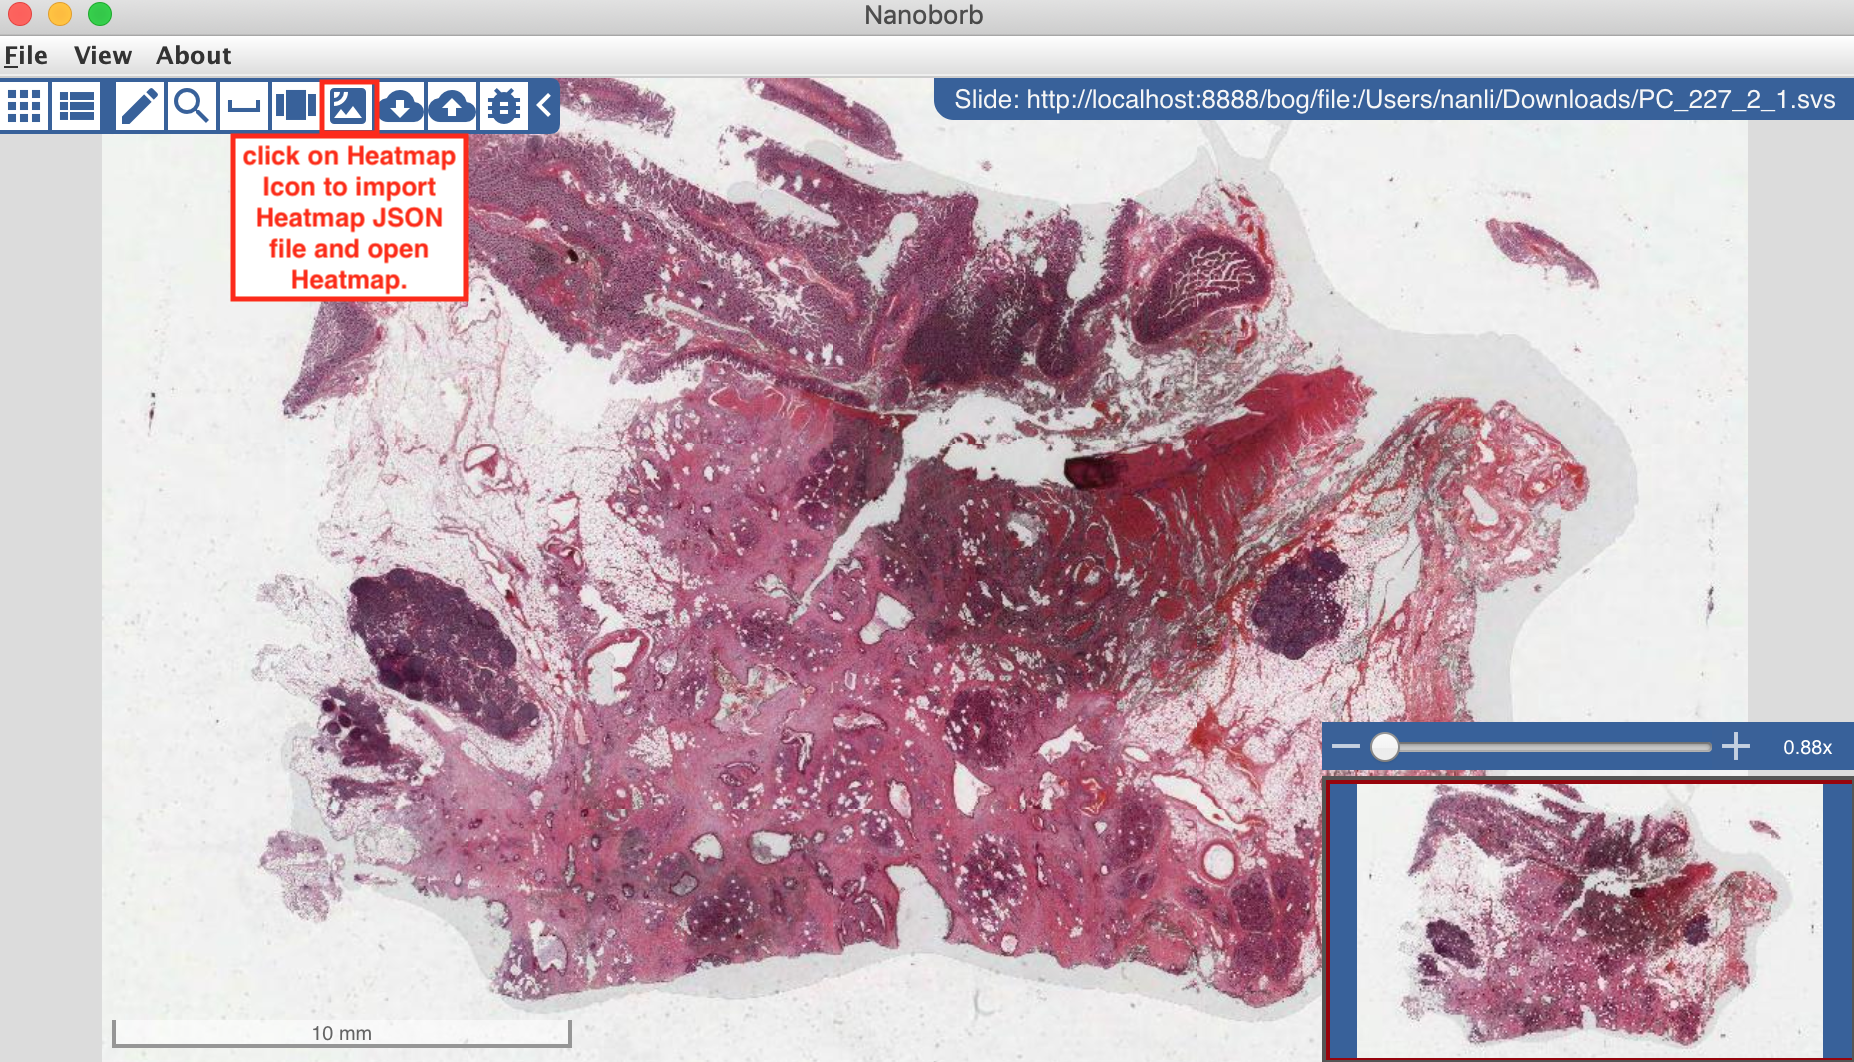 Nanoborb
File View About
Slide: http://localhost:8888/bog/file:/Users/nanli/Downloads/PC_227_2_1.svs
click on Heatmap
Icon to import
Heatmap JSON
file and open
Heatmap.
0.88x
10 mm